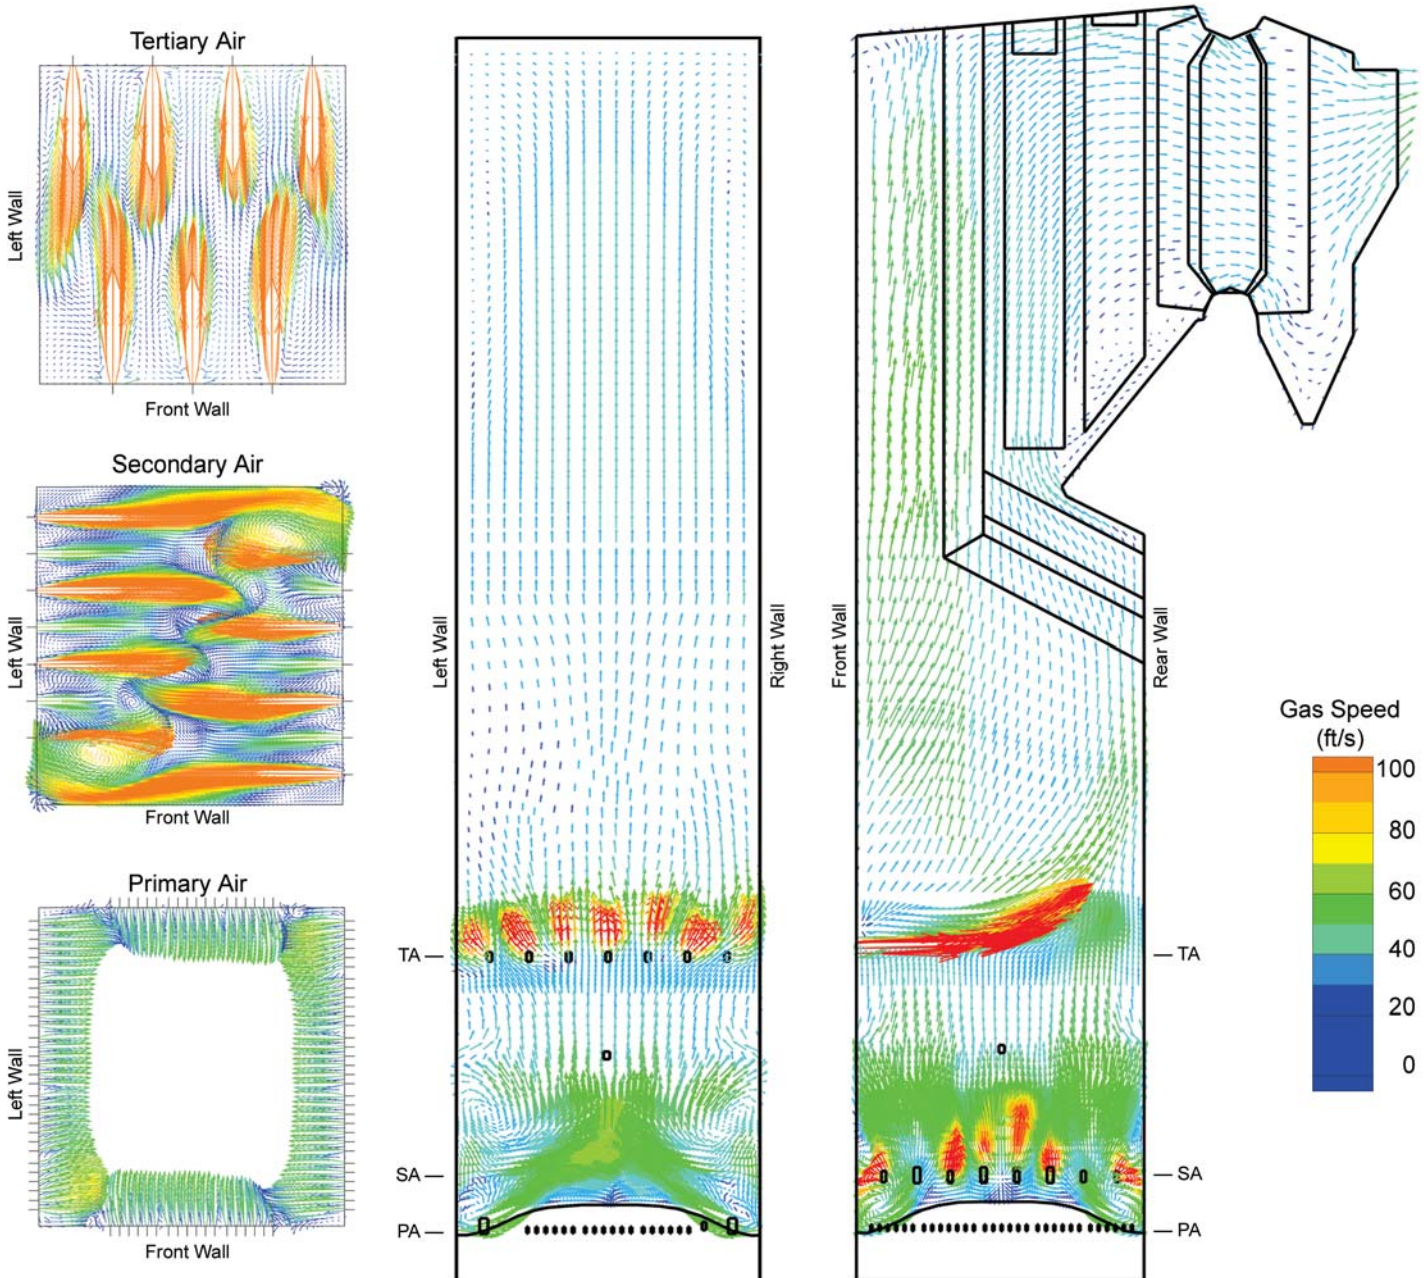 Tertiary Air
Left Wall
Front Wall
Secondary Air
Left Wall
Front Wall
Primary Air
Left Wall
Front Wall
Left Wall
Right Wall
TA
SA
PA
Front Wall
Rear Wall
TA
SA
PA
Gas Speed
(ft/s)
100
80
60
40
20
0